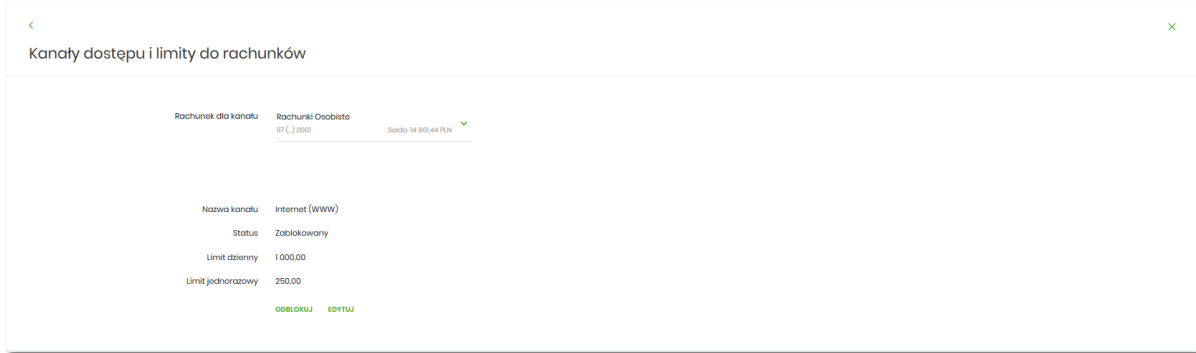 Kanały dostępu i limity do rachunków
Rachunek dla kanału Rachunki Osobiste
97 (...) 0001 Saldo: 14 861,44 PLN
Nazwa kanału Internet (WWW)
Status Zablokowany
Limit dzienny 1 000,00
Limit jednorazowy 250,00
ODBLOKUJ EDYTUJ